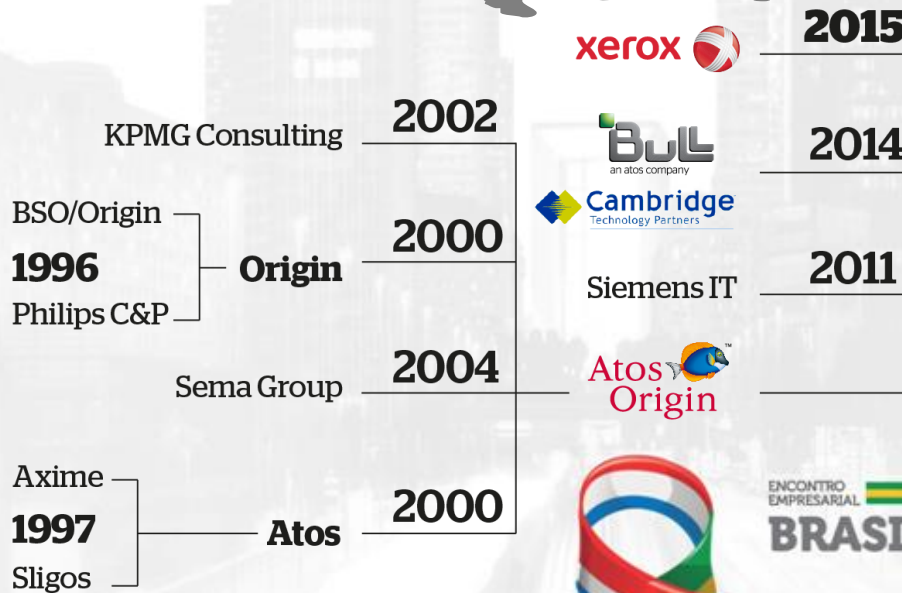 xerox
2015
KPMG Consulting
2002
Bull
an atos company
2014
Cambridge
Technology Partners
BSO/Origin
1996
Philips C&P
Origin
2000
Siemens IT
2011
Sema Group
2004
Atos
Origin
™
Axime
1997
Sligos
Atos
2000
ENCONTRO
EMPRESARIAL
BRASI